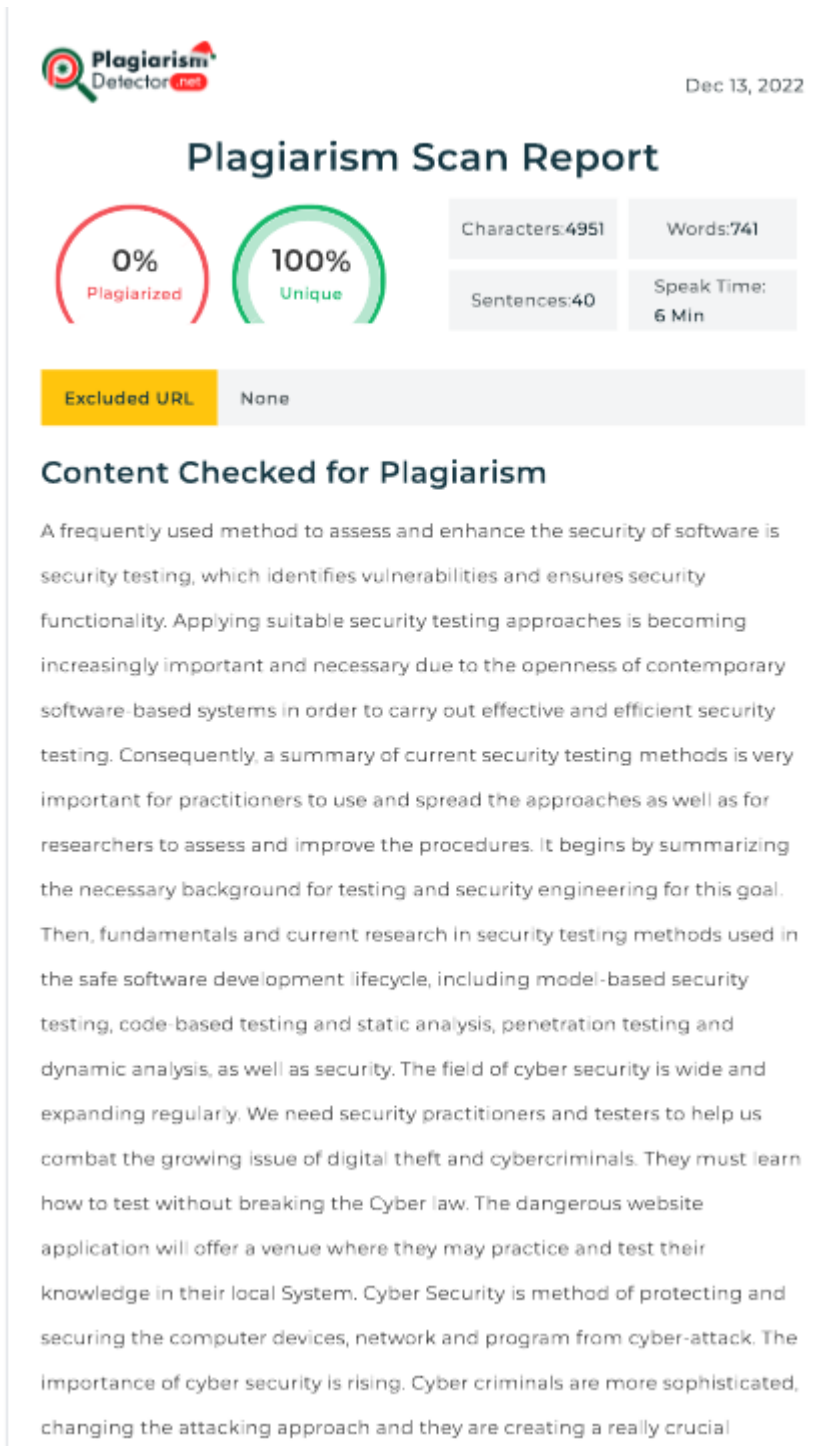 Plagiarism
Detector.net
Dec 13, 2022
Plagiarism Scan Report
0%
Plagiarized
100%
Unique
Characters:4951
Words:741
Sentences:40
Speak Time:
6 Min
Excluded URL None
Content Checked for Plagiarism
A frequently used method to assess and enhance the security of software is
security testing, which identifies vulnerabilities and ensures security
functionality. Applying suitable security testing approaches is becoming
increasingly important and necessary due to the openness of contemporary
software-based systems in order to carry out effective and efficient security
testing. Consequently, a summary of current security testing methods is very
important for practitioners to use and spread the approaches as well as for
researchers to assess and improve the procedures. It begins by summarizing
the necessary background for testing and security engineering for this goal.
Then, fundamentals and current research in security testing methods used in
the safe software development lifecycle, including model-based security
testing, code-based testing and static analysis, penetration testing and
dynamic analysis, as well as security. The field of cyber security is wide and
expanding regularly. We need security practitioners and testers to help us
combat the growing issue of digital theft and cybercriminals. They must learn
how to test without breaking the Cyber law. The dangerous website
application will offer a venue where they may practice and test their
knowledge in their local System. Cyber Security is method of protecting and
securing the computer devices, network and program from cyber-attack. The
importance of cyber security is rising. Cyber criminals are more sophisticated,
changing the attacking approach and they are creating a really crucial